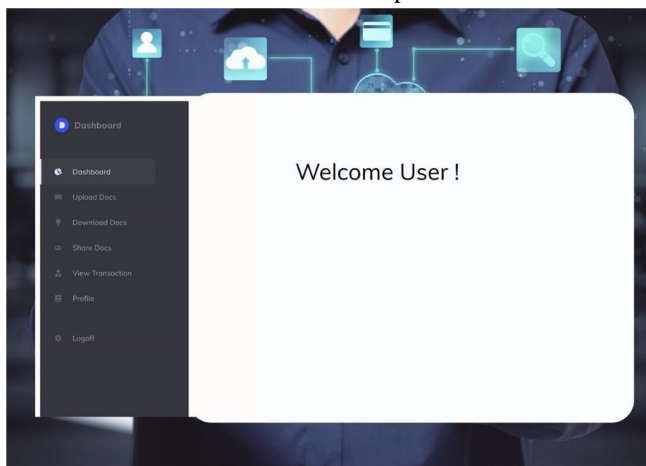 Dashboard
Dashboard
Upload Docs
Download Docs
Share Docs
View Transaction
Profile
Logoff
Welcome User !